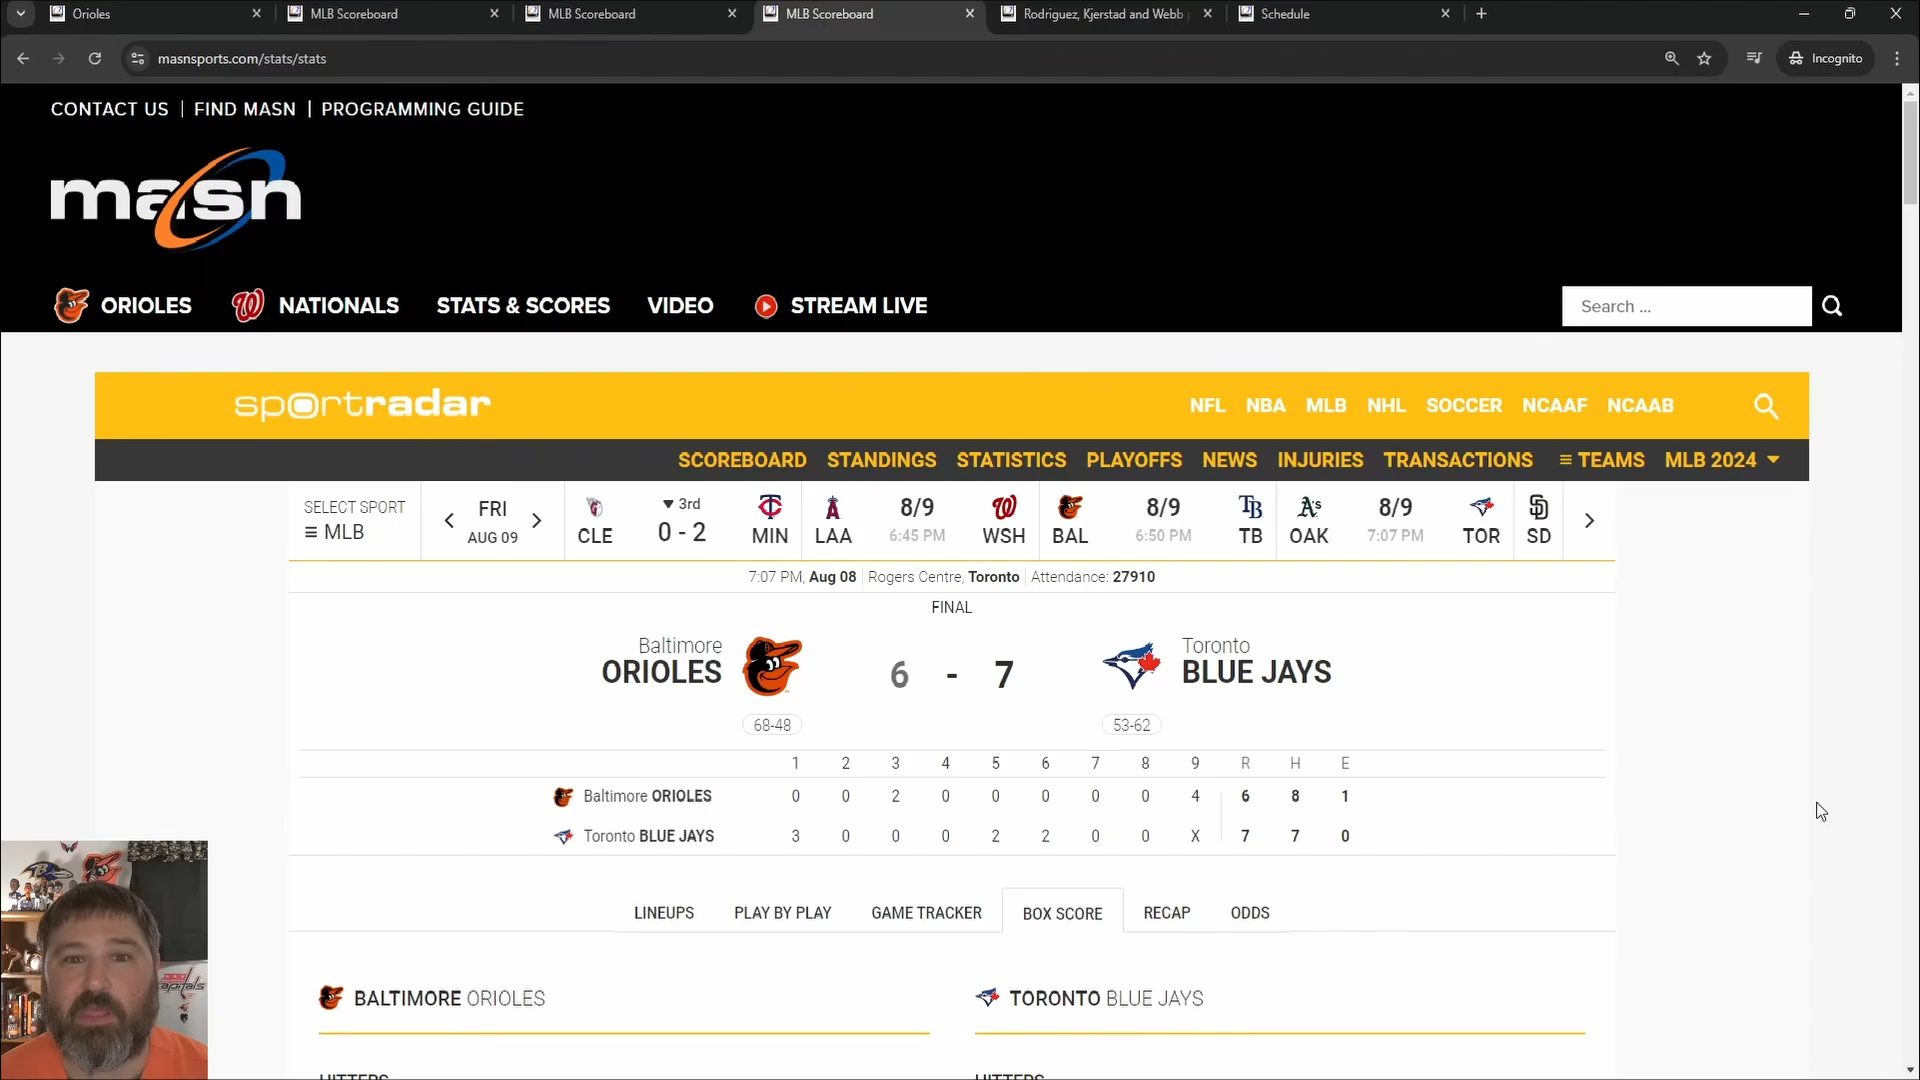 Orioles
MLB Scoreboard
MLB Scoreboard
MLB Scoreboard
Rodriguez, Kjerstad and Webb
Schedule
masnsports.com/stats/stats
Incognito
CONTACT US | FIND MASN | PROGRAMMING GUIDE
masn
ORIOLES NATIONALS STATS & SCORES VIDEO STREAM LIVE
Search ...
sportradar
NFL NBA MLB NHL SOCCER NCAAF NCAAB
SCOREBOARD STANDINGS STATISTICS PLAYOFFS NEWS INJURIES TRANSACTIONS ≡ TEAMS MLB 2024
SELECT SPORT
≡ MLB
FRI
AUG 09
CLE
▼ 3rd
0 - 2
MIN
LAA
8/9
6:45 PM
WSH
BAL
8/9
6:50 PM
TB
OAK
8/9
7:07 PM
TOR
SD
7:07 PM, Aug 08 | Rogers Centre, Toronto | Attendance: 27910
FINAL
Baltimore
ORIOLES
6 - 7
Toronto
BLUE JAYS
68-48
53-62
1 2 3 4 5 6 7 8 9 R H E
Baltimore ORIOLES 0 0 2 0 0 0 0 0 4 6 8 1
Toronto BLUE JAYS 3 0 0 0 2 2 0 0 X 7 7 0
LINEUPS PLAY BY PLAY GAME TRACKER BOX SCORE RECAP ODDS
BALTIMORE ORIOLES
TORONTO BLUE JAYS
HITTERS
HITTERS
capitals